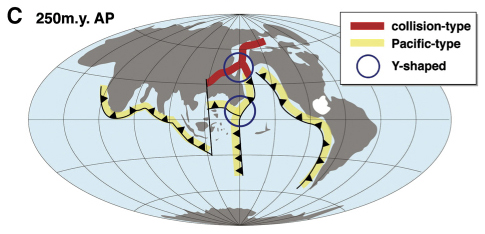 C 250m.y. AP
collision-type
Pacific-type
Y-shaped